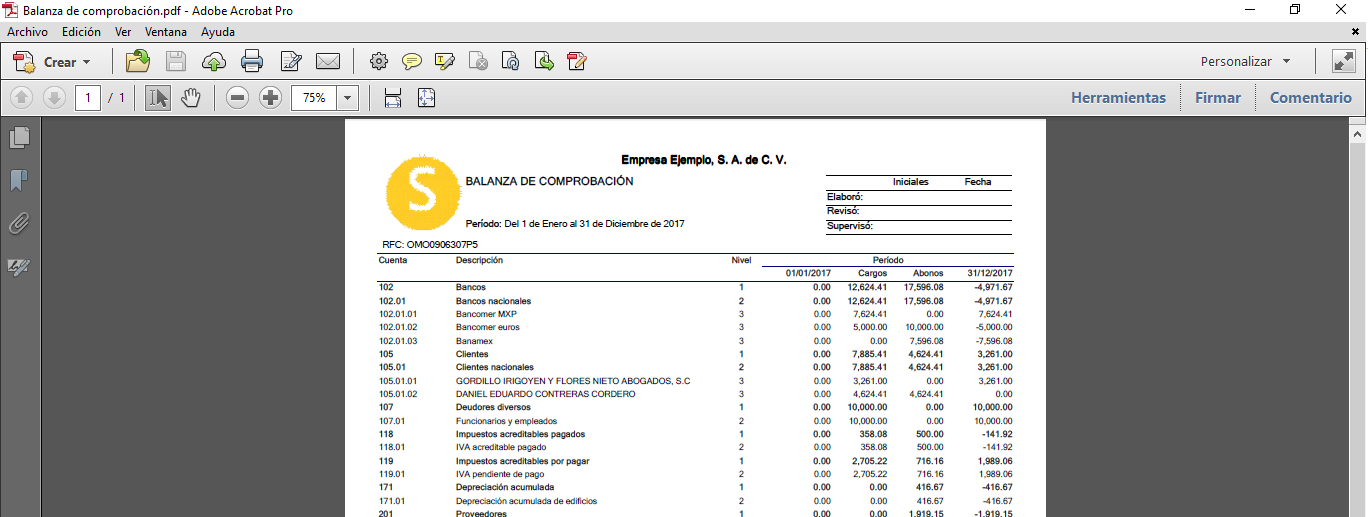 Balanza de comprobación.pdf - Adobe Acrobat Pro
Archivo Edición Ver Ventana Ayuda
Crear Personalizar
1 / 1 75% Herramientas Firmar Comentario
Empresa Ejemplo, S. A. de C. V.
S
BALANZA DE COMPROBACIÓN
Iniciales Fecha
Elaboró:
Revisó:
Período: Del 1 de Enero al 31 de Diciembre de 2017
Supervisó:
RFC: OMO0906307P5
Cuenta Descripción Nivel Período
01/01/2017 Cargos Abonos 31/12/2017
102 Bancos 1 0.00 12,624.41 17,596.08 -4,971.67
102.01 Bancos nacionales 2 0.00 12,624.41 17,596.08 -4,971.67
102.01.01 Bancomer MXP 3 0.00 7,624.41 0.00 7,624.41
102.01.02 Bancomer euros 3 0.00 5,000.00 10,000.00 -5,000.00
102.01.03 Banamex 3 0.00 0.00 7,596.08 -7,596.08
105 Clientes 1 0.00 7,885.41 4,624.41 3,261.00
105.01 Clientes nacionales 2 0.00 7,885.41 4,624.41 3,261.00
105.01.01 GORDILLO IRIGOYEN Y FLORES NIETO ABOGADOS, S.C 3 0.00 3,261.00 0.00 3,261.00
105.01.02 DANIEL EDUARDO CONTRERAS CORDERO 3 0.00 4,624.41 4,624.41 0.00
107 Deudores diversos 1 0.00 10,000.00 0.00 10,000.00
107.01 Funcionarios y empleados 2 0.00 10,000.00 0.00 10,000.00
118 Impuestos acreditables pagados 1 0.00 358.08 500.00 -141.92
118.01 IVA acreditable pagado 2 0.00 358.08 500.00 -141.92
119 Impuestos acreditables por pagar 1 0.00 2,705.22 716.16 1,989.06
119.01 IVA pendiente de pago 2 0.00 2,705.22 716.16 1,989.06
171 Depreciación acumulada 1 0.00 0.00 416.67 -416.67
171.01 Depreciación acumulada de edificios 2 0.00 0.00 416.67 -416.67
201 Proveedores 1 0.00 0.00 1,919.15 -1,919.15